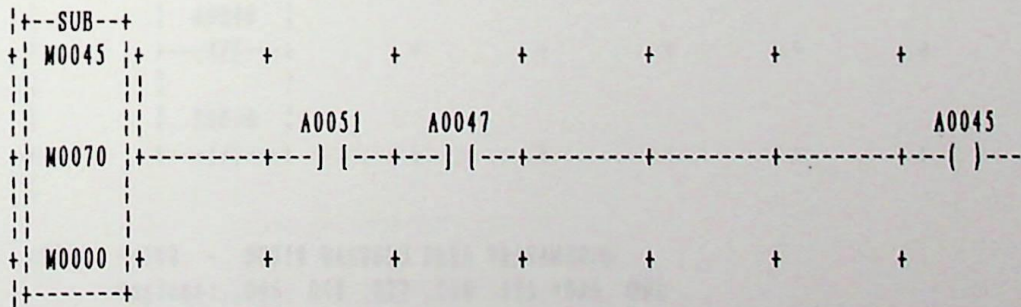 ¦+--SUB--+
+¦ M0045 ¦+ + + + + + +
A0051 A0047 A0045
+¦ M0070 ¦+---------+---] [---+---] [---+---------+---------+---------+---( )----
+¦ M0000 ¦+ + + + + + +
¦+-------+